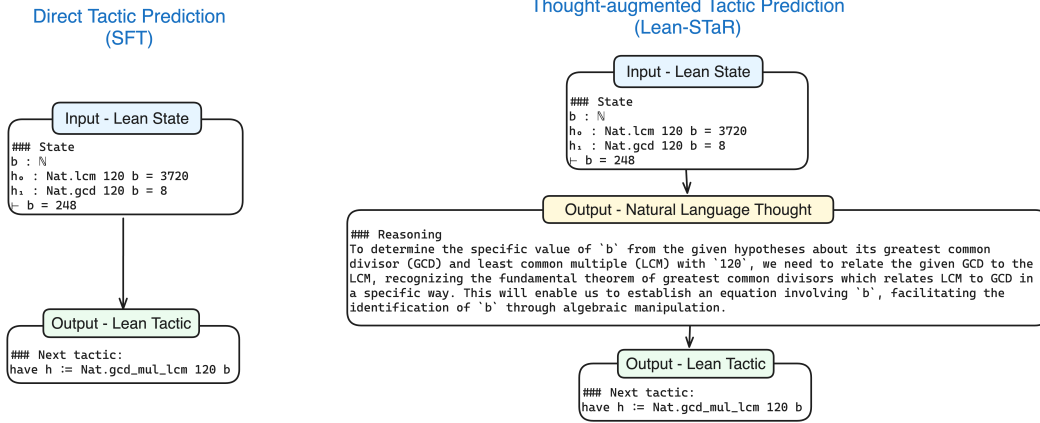 Direct Tactic Prediction
(SFT)
Input - Lean State
### State
b : ℕ
h₀ : Nat.lcm 120 b = 3720
h₁ : Nat.gcd 120 b = 8
⊢ b = 248
Output - Lean Tactic
### Next tactic:
have h := Nat.gcd_mul_lcm 120 b
Thought-augmented Tactic Prediction
(Lean-STaR)
Input - Lean State
### State
b : ℕ
h₀ : Nat.lcm 120 b = 3720
h₁ : Nat.gcd 120 b = 8
⊢ b = 248
Output - Natural Language Thought
### Reasoning
To determine the specific value of `b` from the given hypotheses about its greatest common
divisor (GCD) and least common multiple (LCM) with `120`, we need to relate the given GCD to the
LCM, recognizing the fundamental theorem of greatest common divisors which relates LCM to GCD in
a specific way. This will enable us to establish an equation involving `b`, facilitating the
identification of `b` through algebraic manipulation.
Output - Lean Tactic
### Next tactic:
have h := Nat.gcd_mul_lcm 120 b